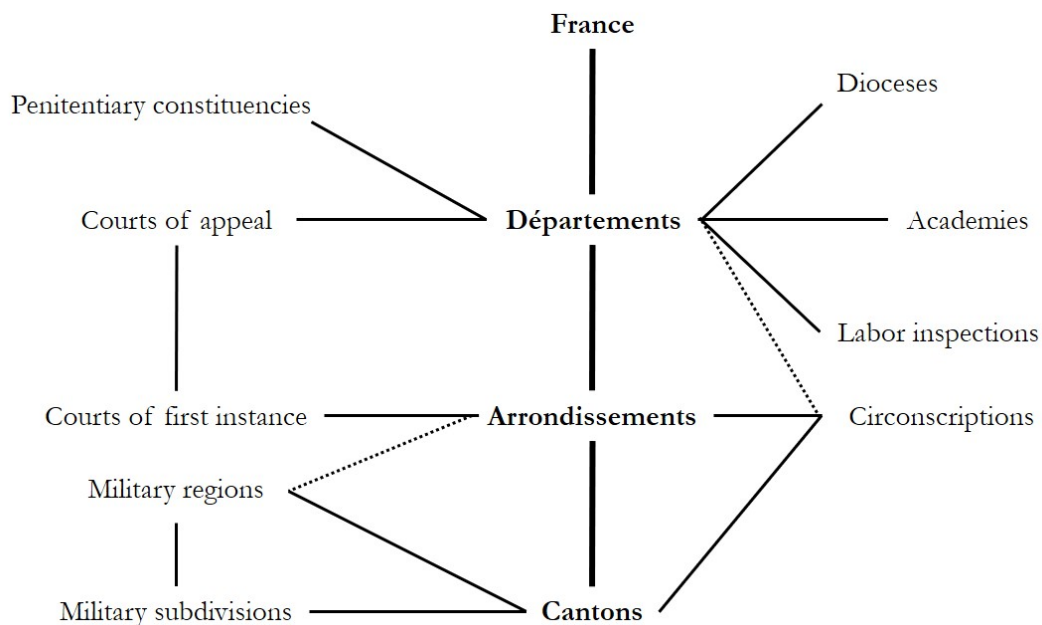 France
Dioceses
Penitentiary constituencies
Courts of appeal
Départements
Academies
Labor inspections
Courts of first instance
Arrondissements
Circonscriptions
Military regions
Military subdivisions
Cantons